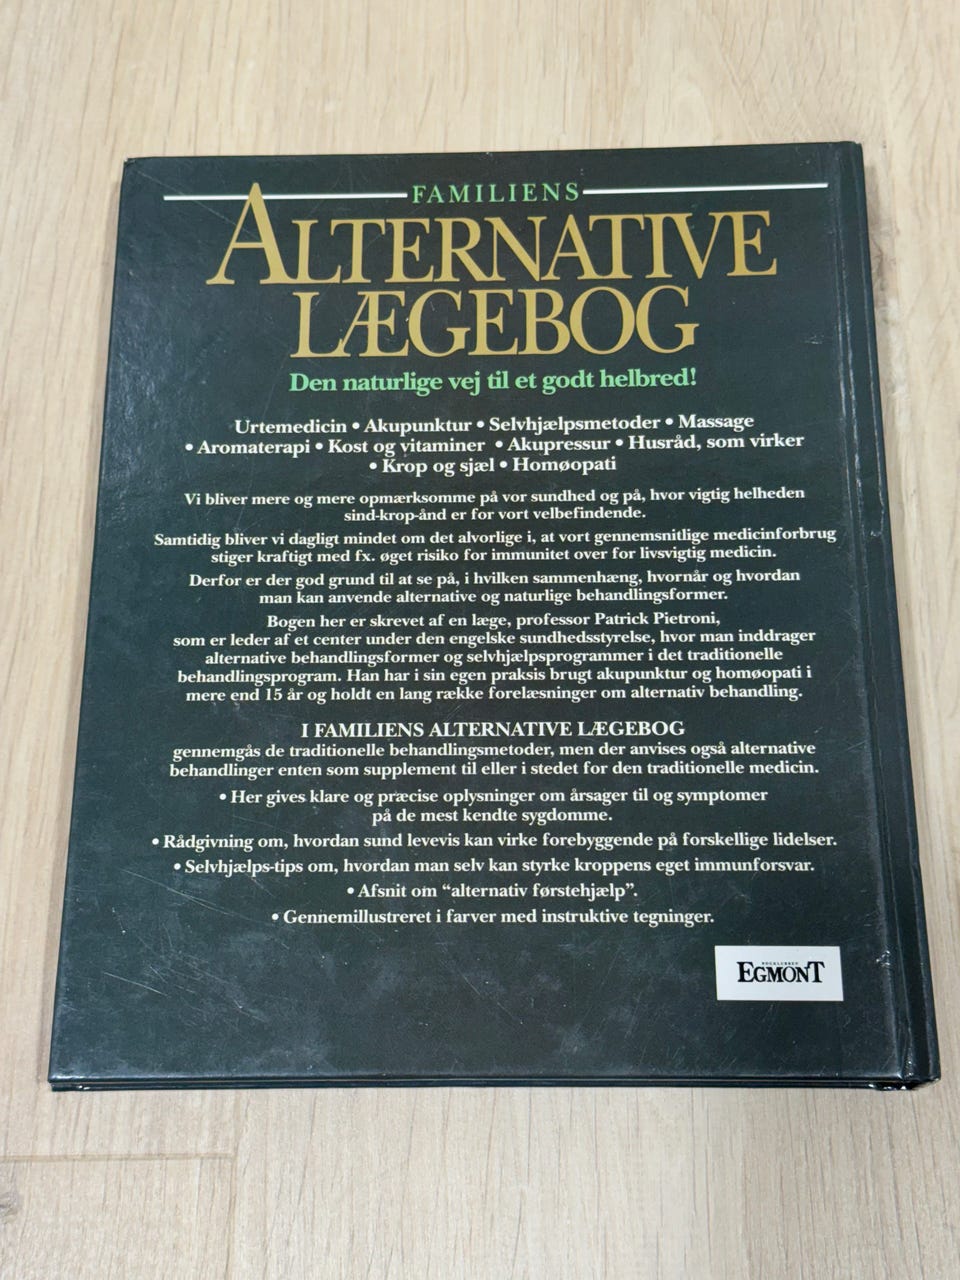 FAMILIENS
ALTERNATIVE
LÆGEBOG
Den naturlige vej til et godt helbred!
Urtemedicin • Akupunktur • Selvhjælpsmetoder • Massage
• Aromaterapi • Kost og vitaminer • Akupressur • Husråd, som virker
• Krop og sjæl • Homøopati
Vi bliver mere og mere opmærksomme på vor sundhed og på, hvor vigtig helheden
sind-krop-ånd er for vort velbefindende.
Samtidig bliver vi dagligt mindet om det alvorlige i, at vort gennemsnitlige medicinforbrug
stiger kraftigt med fx. øget risiko for immunitet over for livsvigtig medicin.
Derfor er der god grund til at se på, i hvilken sammenhæng, hvornår og hvordan
man kan anvende alternative og naturlige behandlingsformer.
Bogen her er skrevet af en læge, professor Patrick Pietroni,
som er leder af et center under den engelske sundhedsstyrelse, hvor man inddrager
alternative behandlingsformer og selvhjælpsprogrammer i det traditionelle
behandlingsprogram. Han har i sin egen praksis brugt akupunktur og homøopati i
mere end 15 år og holdt en lang række forelæsninger om alternativ behandling.
I FAMILIENS ALTERNATIVE LÆGEBOG
gennemgås de traditionelle behandlingsmetoder, men der anvises også alternative
behandlinger enten som supplement til eller i stedet for den traditionelle medicin.
• Her gives klare og præcise oplysninger om årsager til og symptomer
på de mest kendte sygdomme.
• Rådgivning om, hvordan sund levevis kan virke forebyggende på forskellige lidelser.
• Selvhjælps-tips om, hvordan man selv kan styrke kroppens eget immunforsvar.
• Afsnit om “alternativ førstehjælp”.
• Gennemillustreret i farver med instruktive tegninger.
BOGKLUBBEN
EGMONT